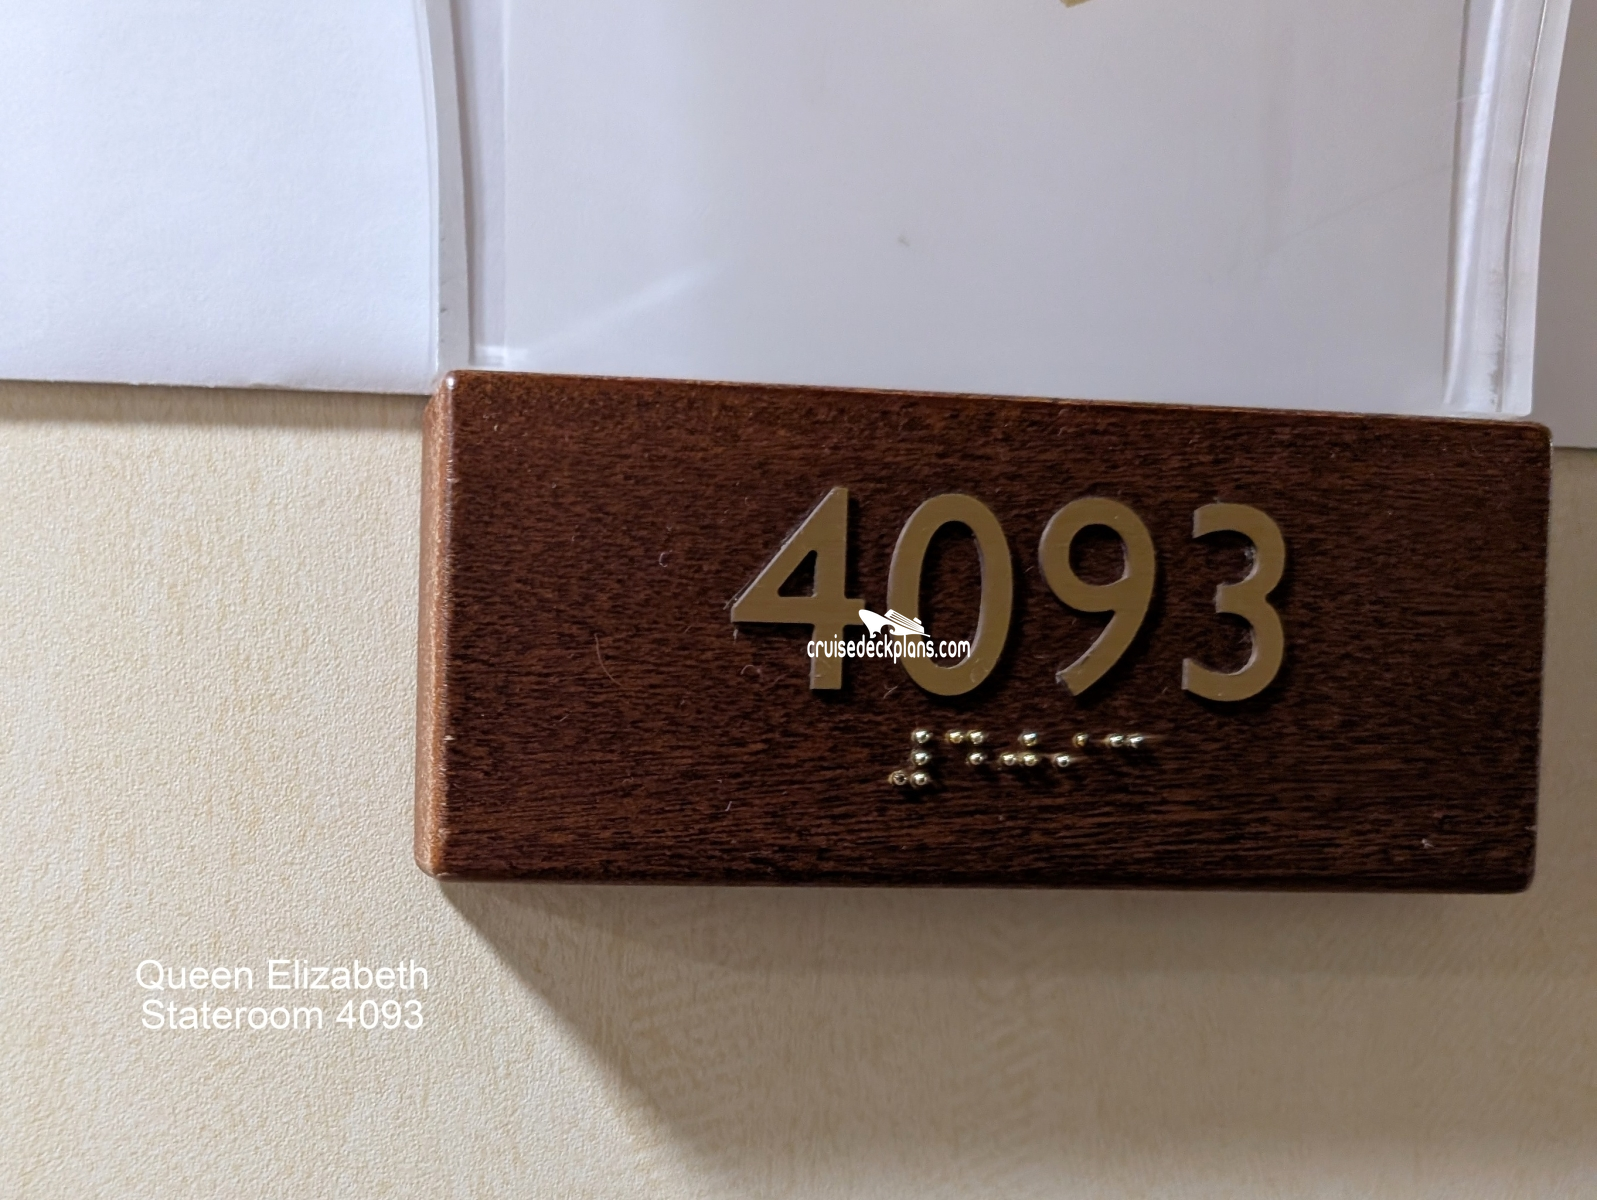 4093
cruisedeckplans.com
⠼⠙⠚⠊⠉
Queen Elizabeth
Stateroom 4093